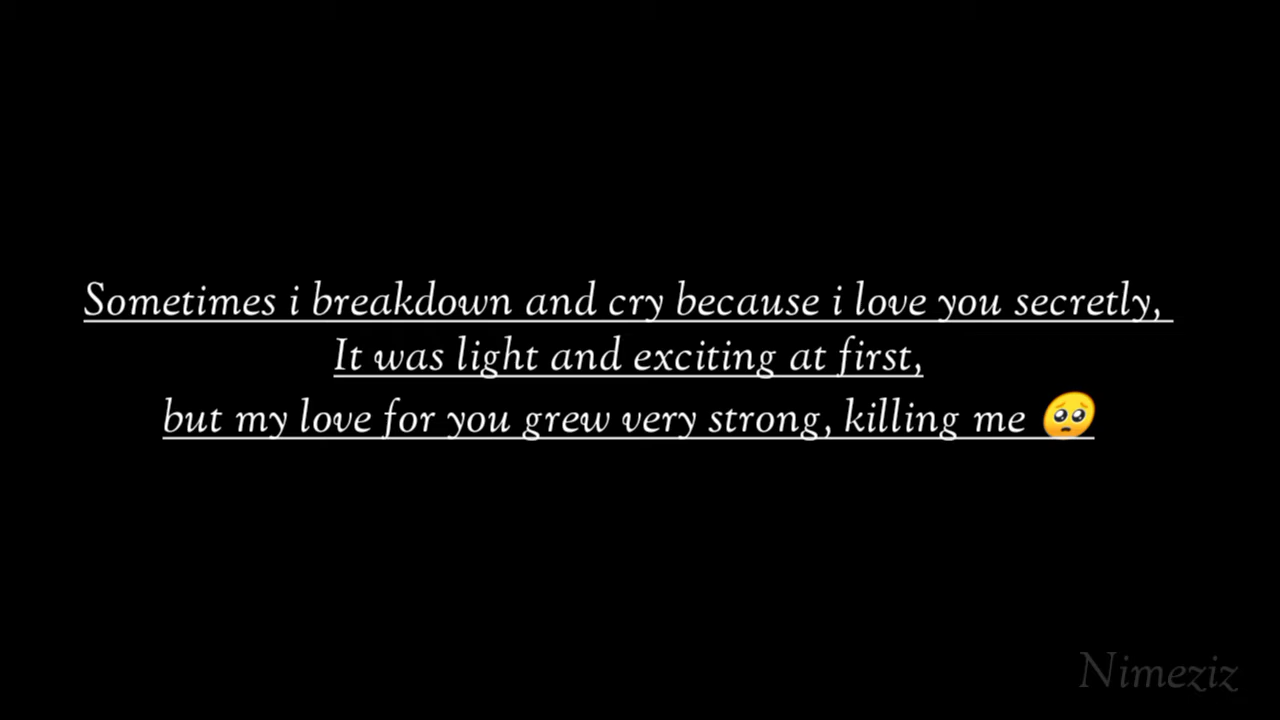 Sometimes i breakdown and cry because i love you secretly,
It was light and exciting at first,
but my love for you grew very strong, killing me 🥺
Nimeziz